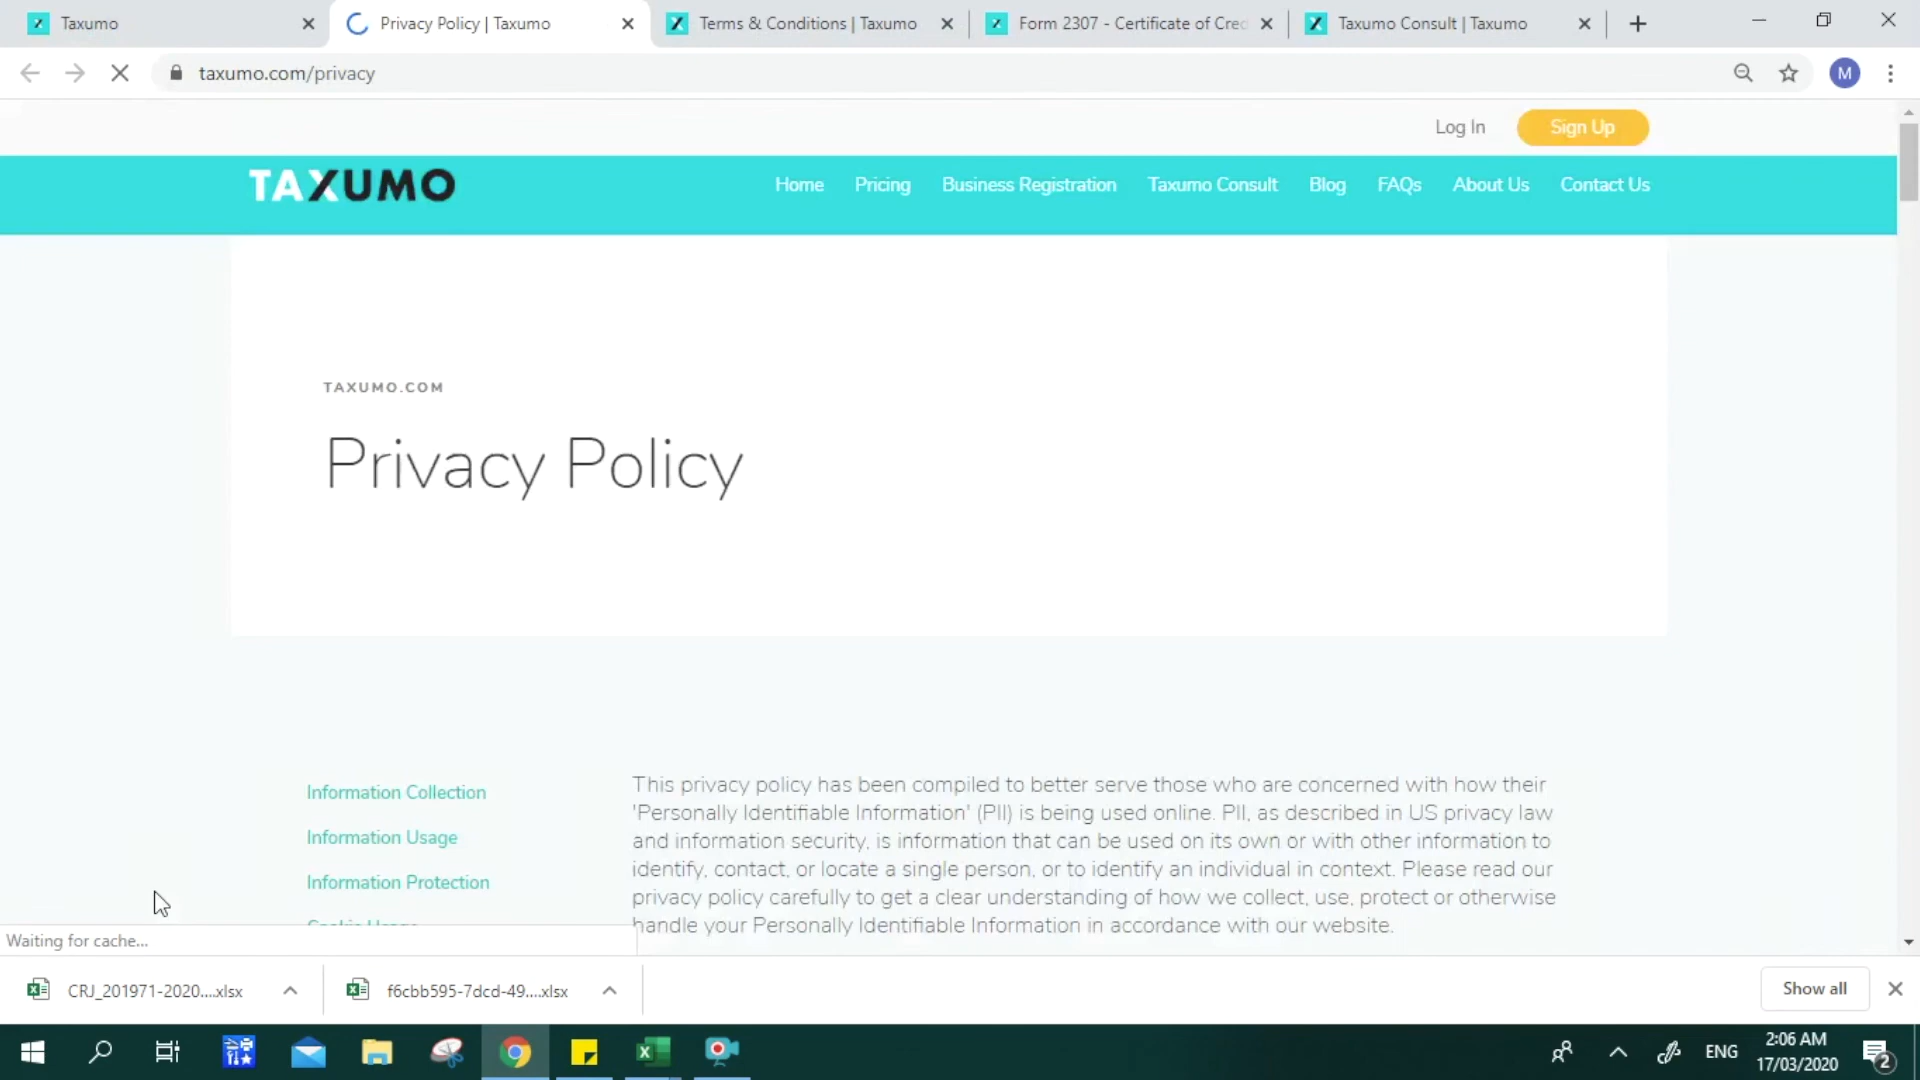 Taxumo
Privacy Policy | Taxumo
Terms & Conditions | Taxumo
Form 2307 - Certificate of Cred
Taxumo Consult | Taxumo
taxumo.com/privacy
M
Log In
Sign Up
TAXUMO
Home
Pricing
Business Registration
Taxumo Consult
Blog
FAQs
About Us
Contact Us
TAXUMO.COM
Privacy Policy
Information Collection
Information Usage
Information Protection
Cookie Usage
This privacy policy has been compiled to better serve those who are concerned with how their
'Personally Identifiable Information' (PII) is being used online. PII, as described in US privacy law
and information security, is information that can be used on its own or with other information to
identify, contact, or locate a single person, or to identify an individual in context. Please read our
privacy policy carefully to get a clear understanding of how we collect, use, protect or otherwise
handle your Personally Identifiable Information in accordance with our website.
Waiting for cache...
CRJ_201971-2020....xlsx
f6cbb595-7dcd-49....xlsx
Show all
ENG
2:06 AM
17/03/2020
2